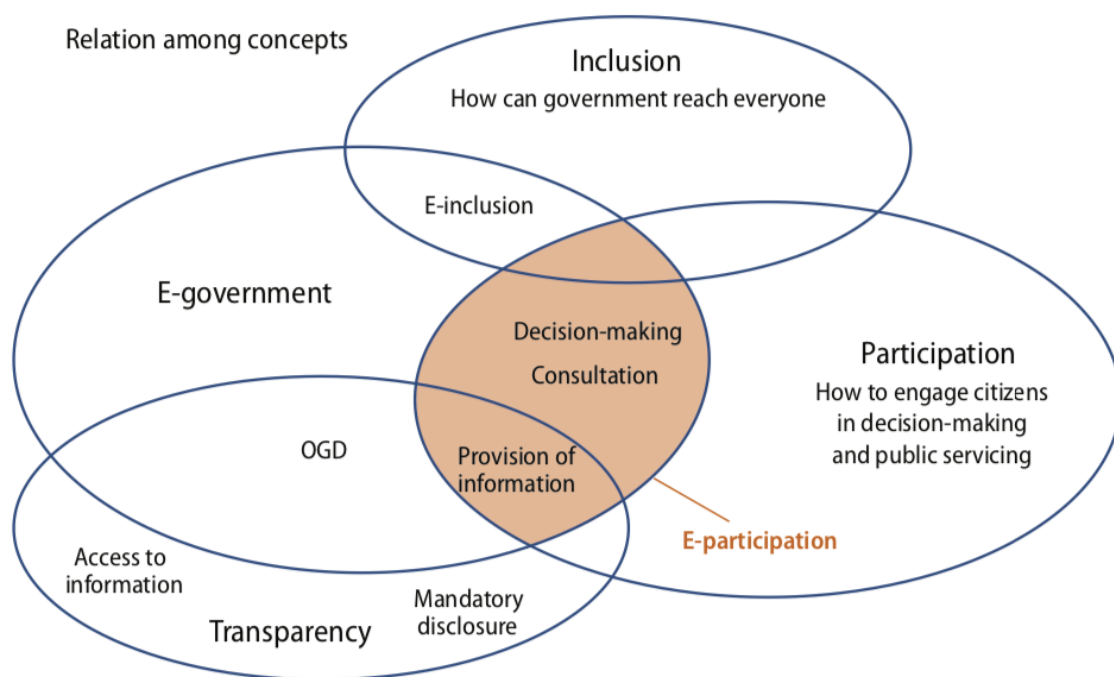 Relation among concepts
Inclusion
How can government reach everyone
E-inclusion
E-government
Decision-making
Consultation
Participation
How to engage citizens
in decision-making
and public servicing
OGD
Provision of
information
E-participation
Access to
information
Mandatory
disclosure
Transparency